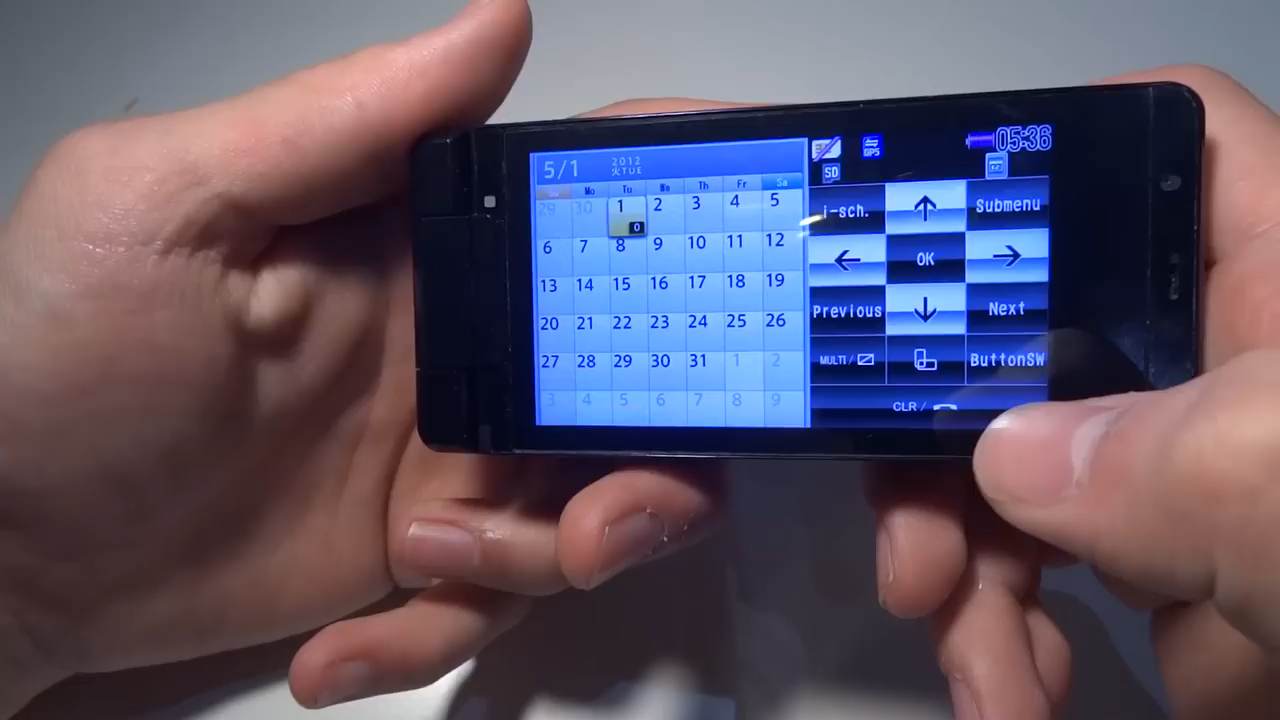 5/1 2012 火TUE
Mo Tu We Th Fr Sa
29 30 1 2 3 4 5
0
6 7 8 9 10 11 12
13 14 15 16 17 18 19
20 21 22 23 24 25 26
27 28 29 30 31 1 2
3 4 5 6 7 8 9
GPS 05:36
SD
i-sch. Submenu
OK
Previous Next
MULTI/ ButtonSW
CLR/